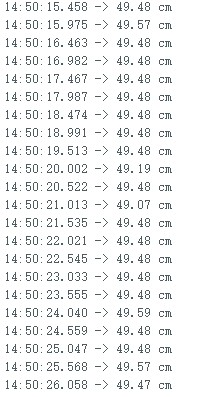 14:50:15.458 -> 49.48 cm
14:50:15.975 -> 49.57 cm
14:50:16.463 -> 49.48 cm
14:50:16.982 -> 49.48 cm
14:50:17.467 -> 49.48 cm
14:50:17.987 -> 49.48 cm
14:50:18.474 -> 49.48 cm
14:50:18.991 -> 49.48 cm
14:50:19.513 -> 49.48 cm
14:50:20.002 -> 49.19 cm
14:50:20.522 -> 49.48 cm
14:50:21.013 -> 49.07 cm
14:50:21.535 -> 49.48 cm
14:50:22.021 -> 49.48 cm
14:50:22.545 -> 49.48 cm
14:50:23.033 -> 49.48 cm
14:50:23.555 -> 49.48 cm
14:50:24.040 -> 49.59 cm
14:50:24.559 -> 49.48 cm
14:50:25.047 -> 49.48 cm
14:50:25.568 -> 49.57 cm
14:50:26.058 -> 49.47 cm